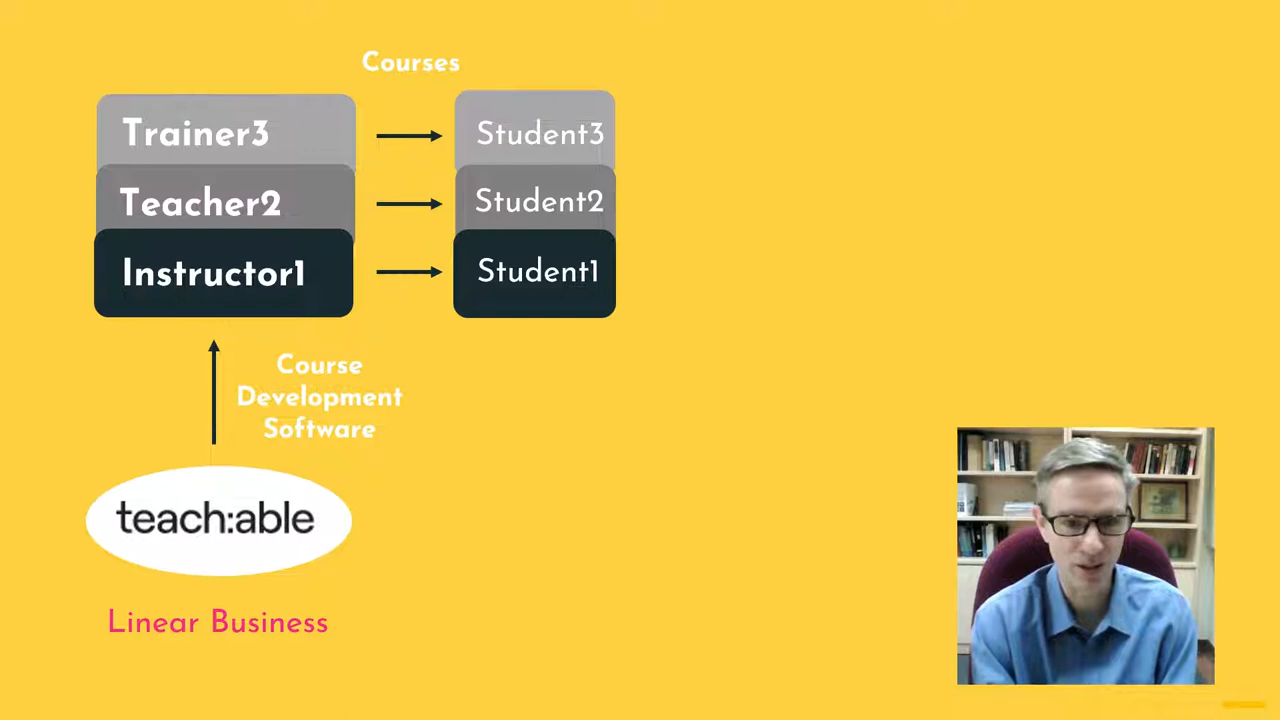 Courses
Trainer3
Student3
Teacher2
Student2
Instructor1
Student1
Course
Development
Software
teach:able
Linear Business